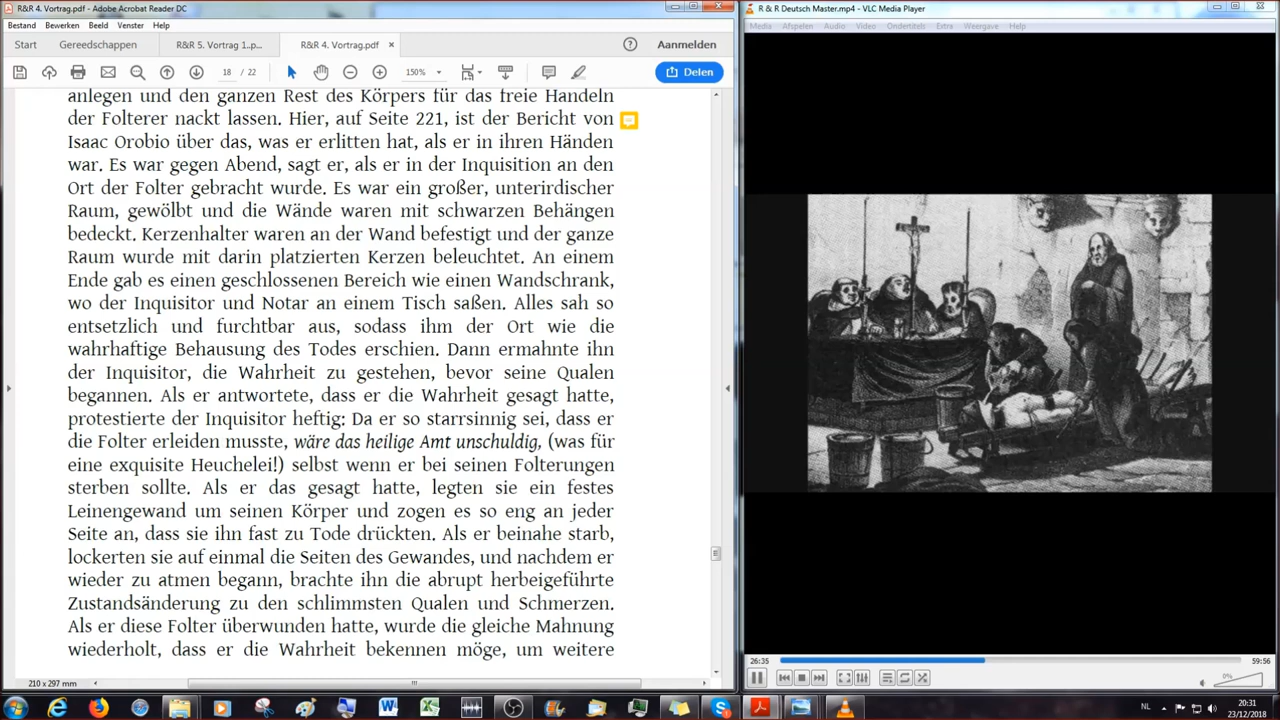 R&R 4. Vortrag.pdf - Adobe Acrobat Reader DC
Bestand Bewerken Beeld Venster Help
Start Gereedschappen R&R 5. Vortrag 1..p... R&R 4. Vortrag.pdf × Aanmelden
18 / 22 150% Delen
anlegen und den ganzen Rest des Körpers für das freie Handeln
der Folterer nackt lassen. Hier, auf Seite 221, ist der Bericht von
Isaac Orobio über das, was er erlitten hat, als er in ihren Händen
war. Es war gegen Abend, sagt er, als er in der Inquisition an den
Ort der Folter gebracht wurde. Es war ein großer, unterirdischer
Raum, gewölbt und die Wände waren mit schwarzen Behängen
bedeckt. Kerzenhalter waren an der Wand befestigt und der ganze
Raum wurde mit darin platzierten Kerzen beleuchtet. An einem
Ende gab es einen geschlossenen Bereich wie einen Wandschrank,
wo der Inquisitor und Notar an einem Tisch saßen. Alles sah so
entsetzlich und furchtbar aus, sodass ihm der Ort wie die
wahrhaftige Behausung des Todes erschien. Dann ermahnte ihn
der Inquisitor, die Wahrheit zu gestehen, bevor seine Qualen
begannen. Als er antwortete, dass er die Wahrheit gesagt hatte,
protestierte der Inquisitor heftig: Da er so starrsinnig sei, dass er
die Folter erleiden musste, wäre das heilige Amt unschuldig, (was für
eine exquisite Heuchelei!) selbst wenn er bei seinen Folterungen
sterben sollte. Als er das gesagt hatte, legten sie ein festes
Leinengewand um seinen Körper und zogen es so eng an jeder
Seite an, dass sie ihn fast zu Tode drückten. Als er beinahe starb,
lockerten sie auf einmal die Seiten des Gewandes, und nachdem er
wieder zu atmen begann, brachte ihn die abrupt herbeigeführte
Zustandsänderung zu den schlimmsten Qualen und Schmerzen.
Als er diese Folter überwunden hatte, wurde die gleiche Mahnung
wiederholt, dass er die Wahrheit bekennen möge, um weitere
210 x 297 mm
R & R Deutsch Master.mp4 - VLC Media Player
Media Afspelen Audio Video Ondertitels Extra Weergave Help
26:35 59:56
0%
NL 20:31
23/12/2018